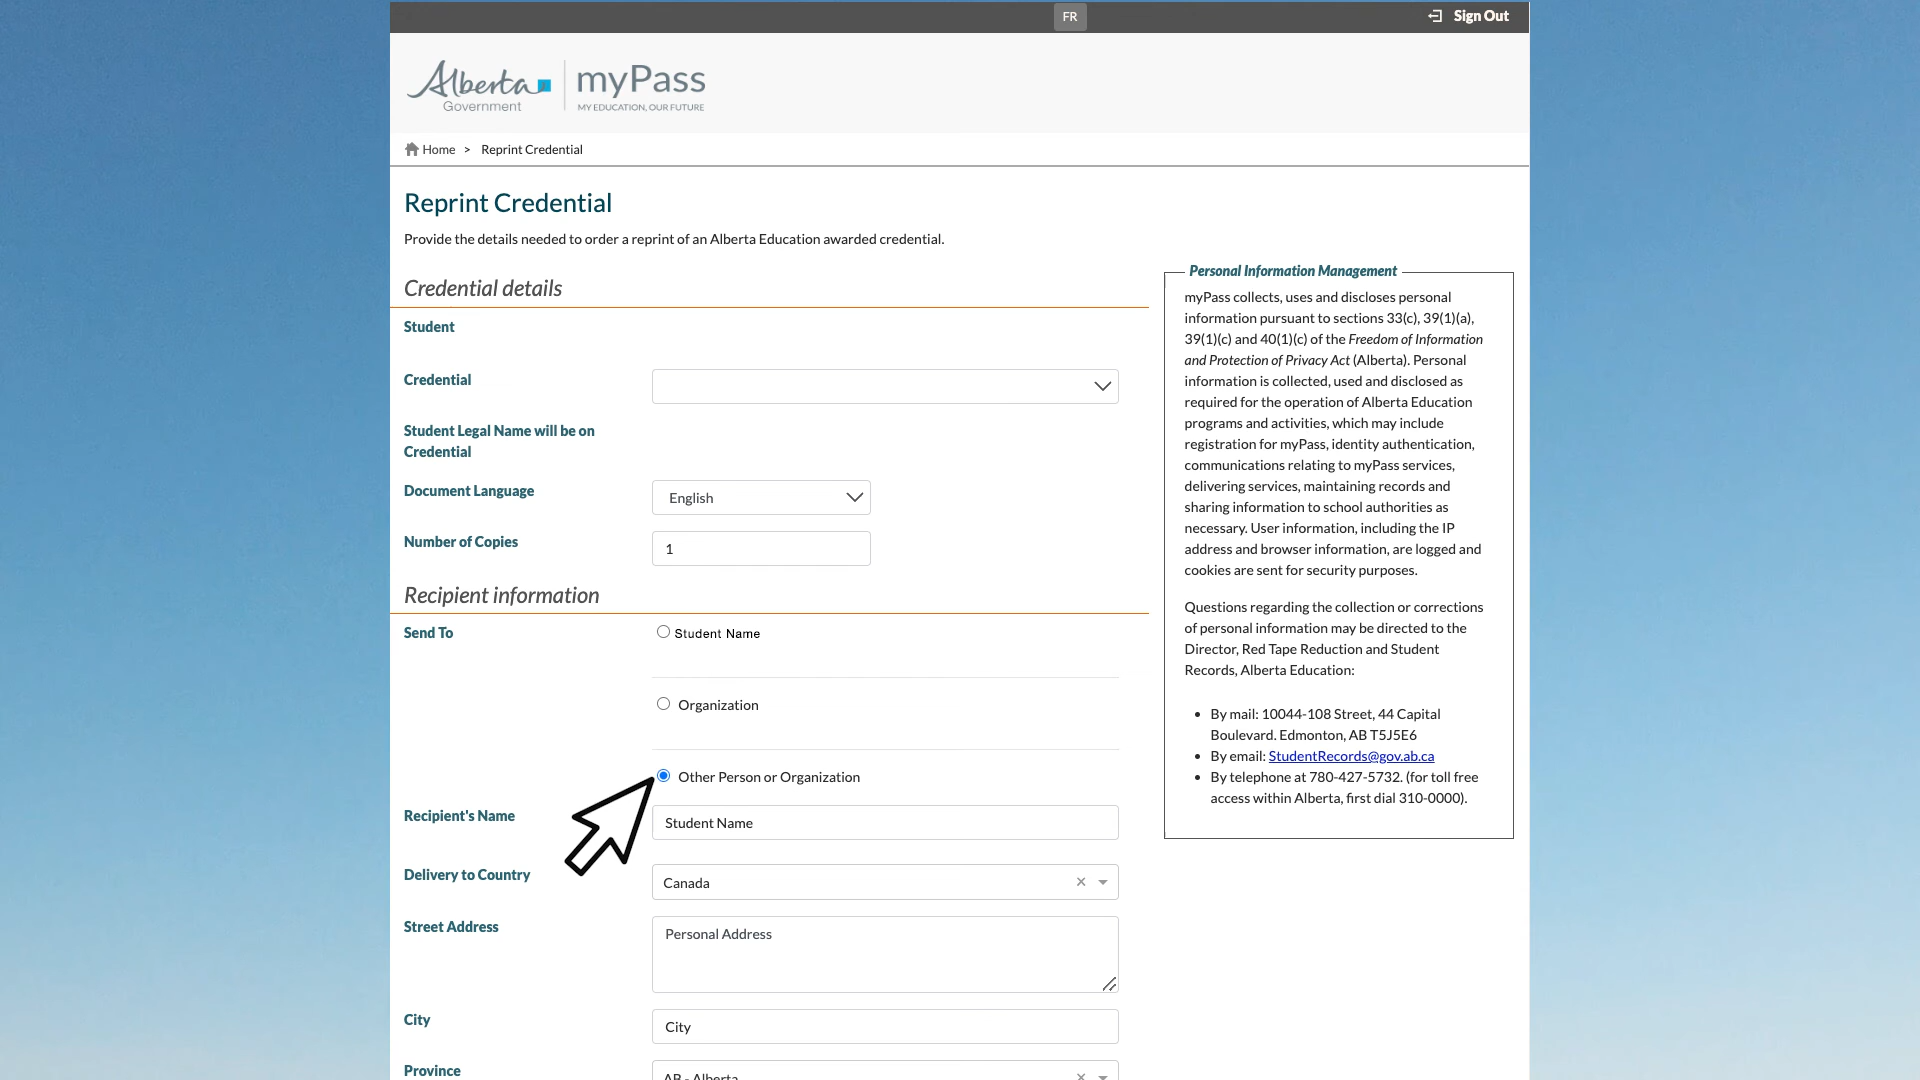 FR
Sign Out
Alberta
Government
myPass
MY EDUCATION, OUR FUTURE
Home > Reprint Credential
Reprint Credential
Provide the details needed to order a reprint of an Alberta Education awarded credential.
Credential details
Student
Credential
Student Legal Name will be on
Credential
Document Language
English
Number of Copies
1
Recipient information
Send To
Student Name
Organization
Other Person or Organization
Recipient's Name
Student Name
Delivery to Country
Canada
Street Address
Personal Address
City
City
Province
AB - Alberta
Personal Information Management
myPass collects, uses and discloses personal
information pursuant to sections 33(c), 39(1)(a),
39(1)(c) and 40(1)(c) of the Freedom of Information
and Protection of Privacy Act (Alberta). Personal
information is collected, used and disclosed as
required for the operation of Alberta Education
programs and activities, which may include
registration for myPass, identity authentication,
communications relating to myPass services,
delivering services, maintaining records and
sharing information to school authorities as
necessary. User information, including the IP
address and browser information, are logged and
cookies are sent for security purposes.
Questions regarding the collection or corrections
of personal information may be directed to the
Director, Red Tape Reduction and Student
Records, Alberta Education:
• By mail: 10044-108 Street, 44 Capital
Boulevard. Edmonton, AB T5J5E6
• By email: StudentRecords@gov.ab.ca
• By telephone at 780-427-5732. (for toll free
access within Alberta, first dial 310-0000).